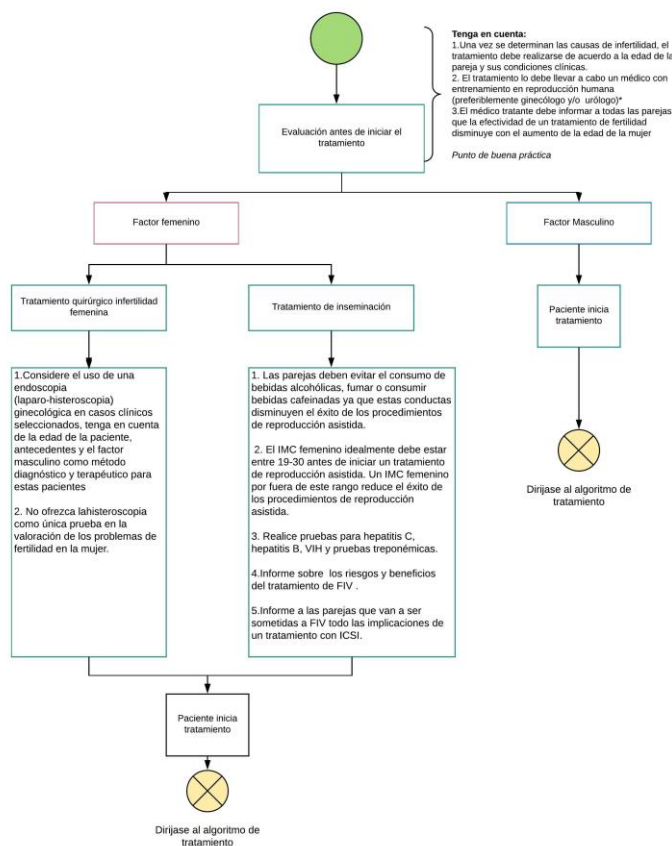 Tenga en cuenta:
1.Una vez se determinan las causas de infertilidad, el
tratamiento debe realizarse de acuerdo a la edad de la
pareja y sus condiciones clínicas.
2. El tratamiento lo debe llevar a cabo un médico con
entrenamiento en reproducción humana
(preferiblemente ginecólogo y/o urólogo)*
3.El médico tratante debe informar a todas las parejas
que la efectividad de un tratamiento de fertilidad
disminuye con el aumento de la edad de la mujer
Punto de buena práctica
Evaluación antes de iniciar el
tratamiento
Factor femenino
Factor Masculino
Tratamiento quirúrgico infertilidad
femenina
Tratamiento de inseminación
Paciente inicia
tratamiento
1.Considere el uso de una
endoscopia
(laparo-histeroscopia)
ginecológica en casos clínicos
seleccionados, tenga en cuenta
de la edad de la paciente,
antecedentes y el factor
masculino como método
diagnóstico y terapéutico para
estas pacientes
2. No ofrezca lahisteroscopia
como única prueba en la
valoración de los problemas de
fertilidad en la mujer.
1. Las parejas deben evitar el consumo de
bebidas alcohólicas, fumar o consumir
bebidas cafeinadas ya que estas conductas
disminuyen el éxito de los procedimientos
de reproducción asistida.
2. El IMC femenino idealmente debe estar
entre 19-30 antes de iniciar un tratamiento
de reproducción asistida. Un IMC femenino
por fuera de este rango reduce el éxito de
los procedimientos de reproducción
asistida.
3. Realice pruebas para hepatitis C,
hepatitis B, VIH y pruebas treponémicas.
4.Informe sobre los riesgos y beneficios
del tratamiento de FIV .
5.Informe a las parejas que van a ser
sometidas a FIV todo las implicaciones de
un tratamiento con ICSI.
Dirijase al algoritmo de
tratamiento
Paciente inicia
tratamiento
Dirijase al algoritmo de
tratamiento